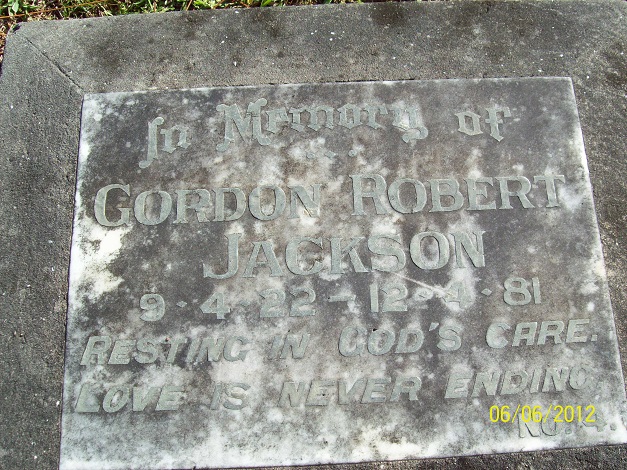 In Memory of
GORDON ROBERT
JACKSON
9·4·22 – 12·4·81
RESTING IN GOD'S CARE.
LOVE IS NEVER ENDING
06/06/2012